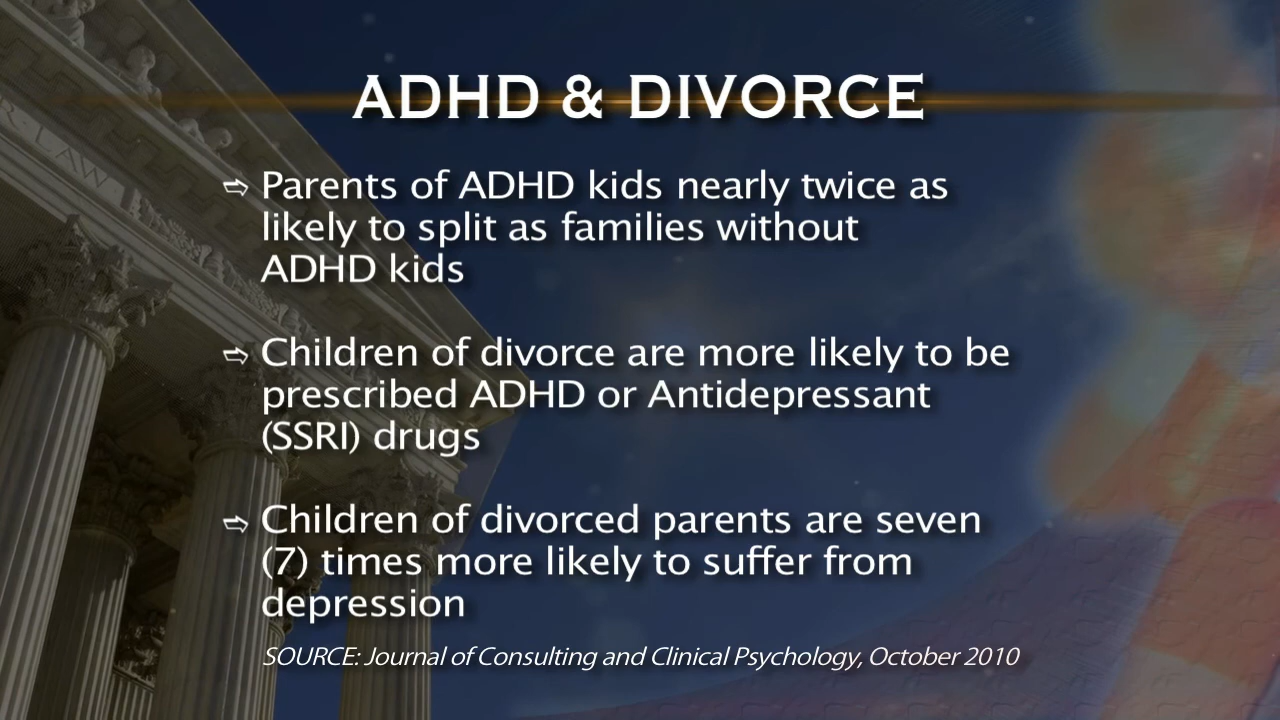 ADHD & DIVORCE
⇨ Parents of ADHD kids nearly twice as
likely to split as families without
ADHD kids
⇨ Children of divorce are more likely to be
prescribed ADHD or Antidepressant
(SSRI) drugs
⇨ Children of divorced parents are seven
(7) times more likely to suffer from
depression
SOURCE: Journal of Consulting and Clinical Psychology, October 2010
LAW